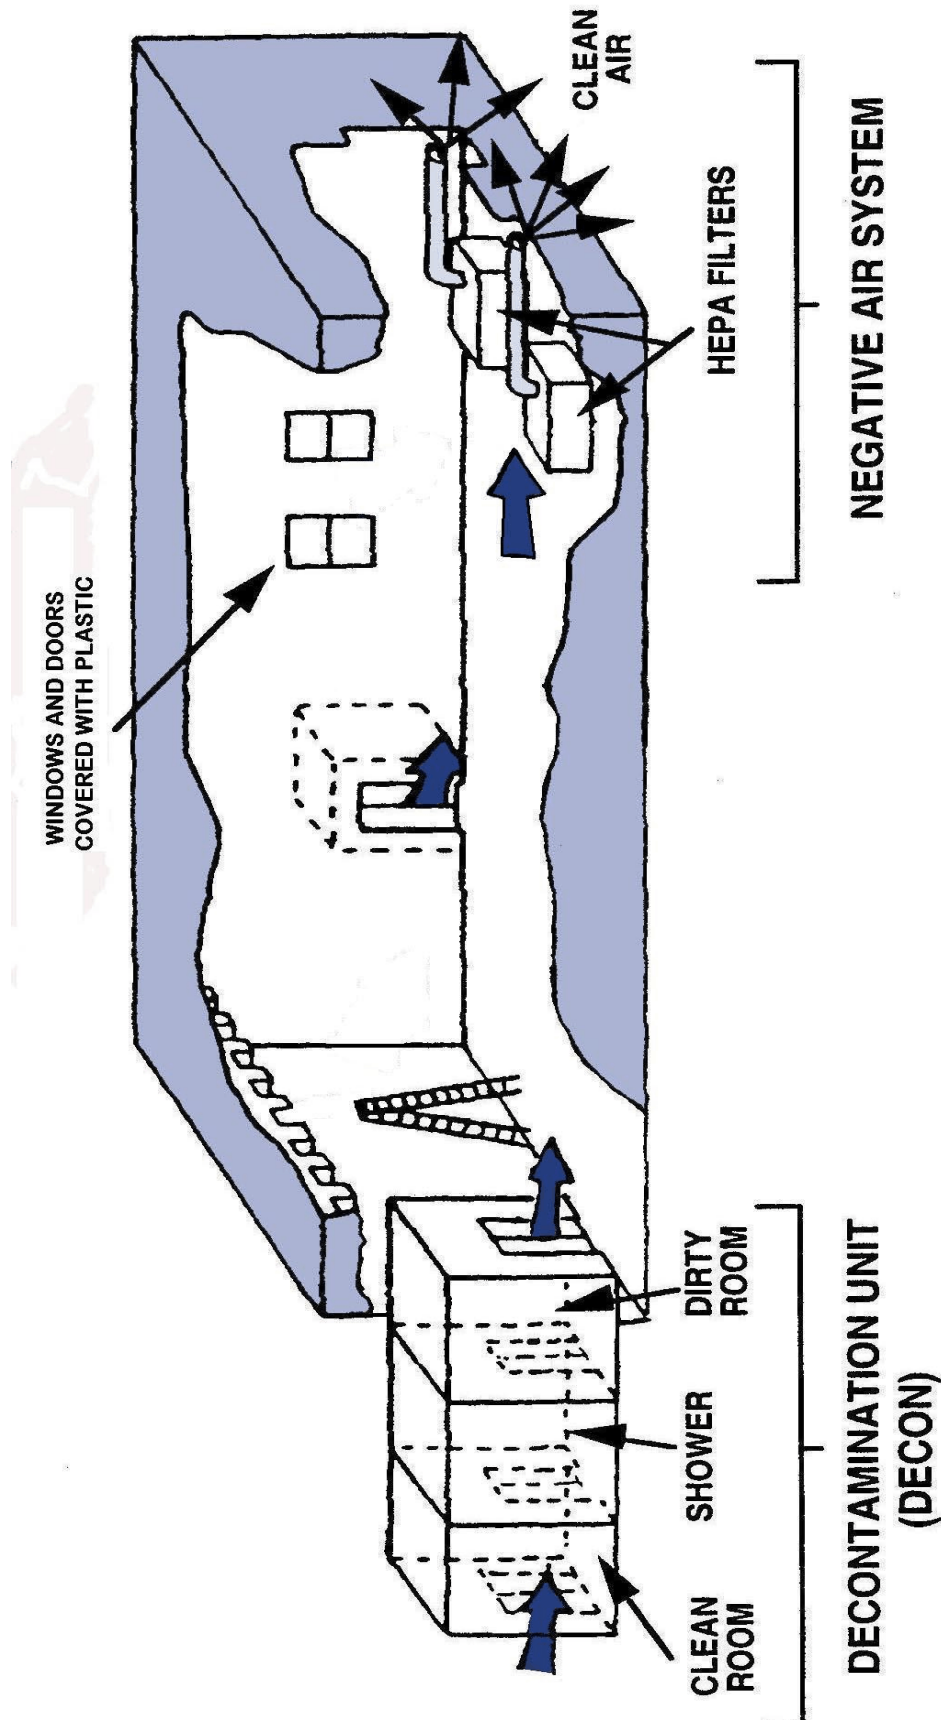 WINDOWS AND DOORS
COVERED WITH PLASTIC
CLEAN
AIR
HEPA FILTERS
NEGATIVE AIR SYSTEM
CLEAN
ROOM
SHOWER
DIRTY
ROOM
DECONTAMINATION UNIT
(DECON)